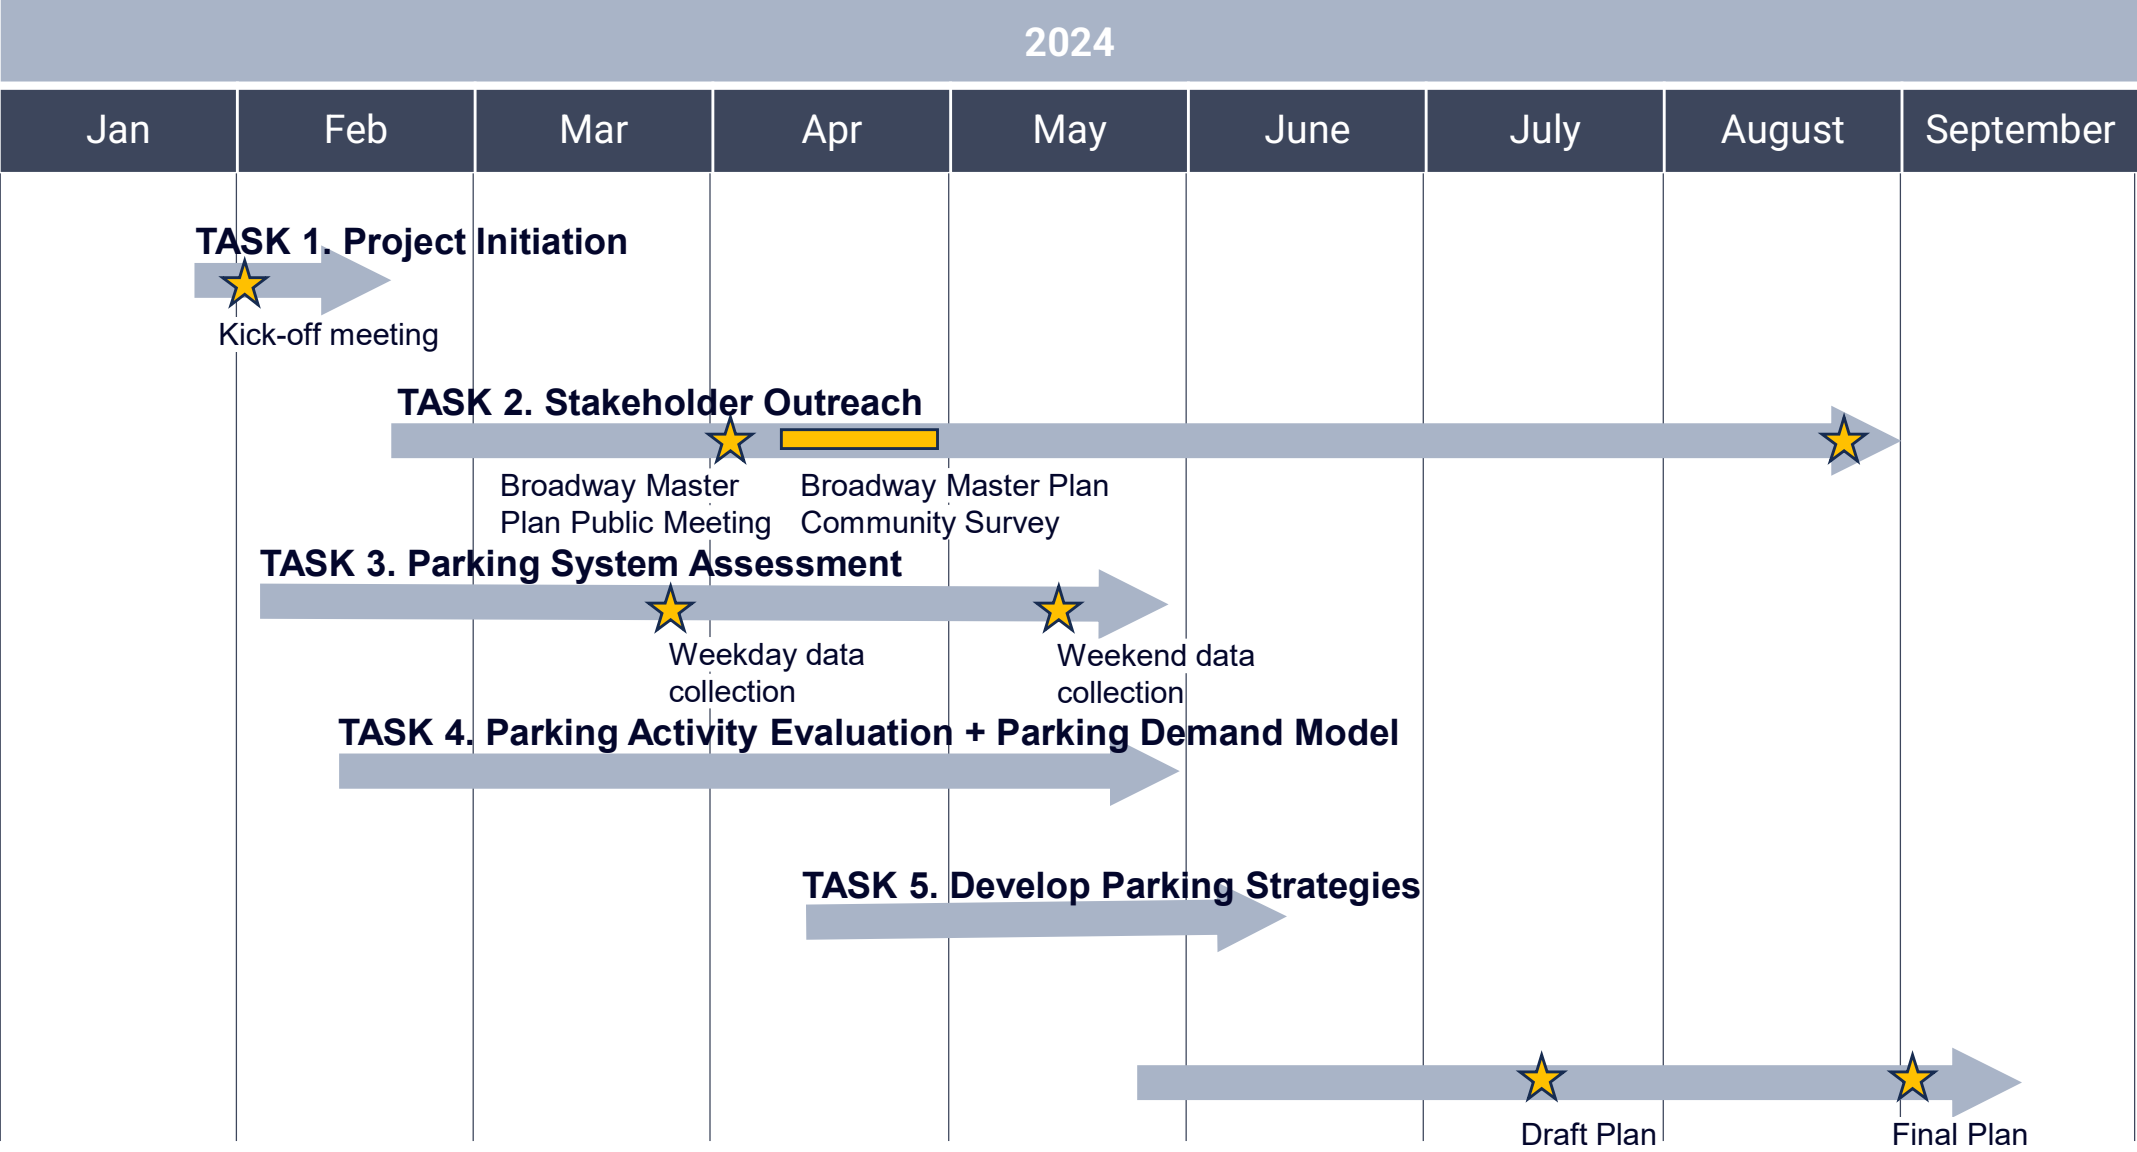 2024
Jan
Feb
Mar
Apr
May
June
July
August
September
TASK 1. Project Initiation
Kick-off meeting
TASK 2. Stakeholder Outreach
Broadway Master
Plan Public Meeting
Broadway Master Plan
Community Survey
TASK 3. Parking System Assessment
Weekday data
collection
Weekend data
collection
TASK 4. Parking Activity Evaluation + Parking Demand Model
TASK 5. Develop Parking Strategies
Draft Plan
Final Plan